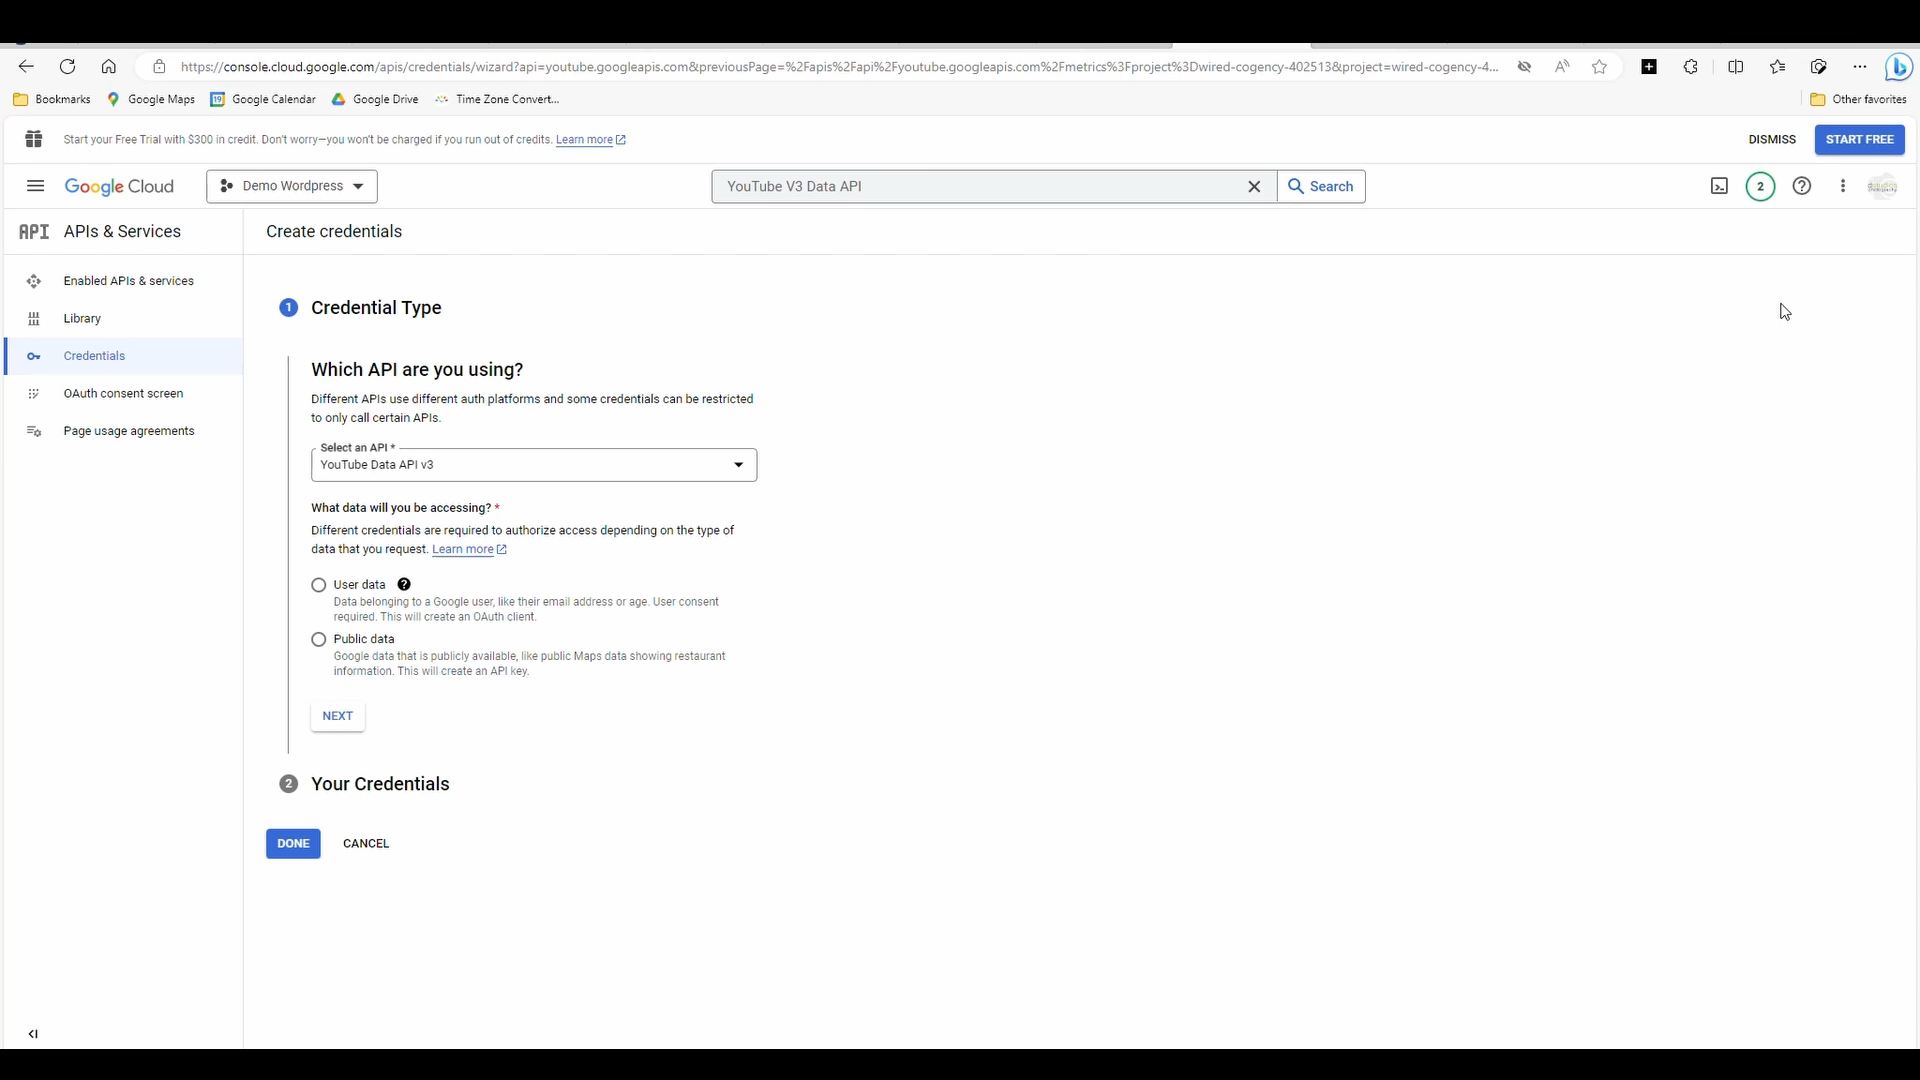 https://console.cloud.google.com/apis/credentials/wizard?api=youtube.googleapis.com&previousPage=%2Fapis%2Fapi%2Fyoutube.googleapis.com%2Fmetrics%3Fproject%3Dwired-cogency-402513&project=wired-cogency-4...
Bookmarks Google Maps 19 Google Calendar Google Drive Time Zone Convert... Other favorites
Start your Free Trial with $300 in credit. Don't worry—you won't be charged if you run out of credits. Learn more DISMISS START FREE
Google Cloud Demo Wordpress YouTube V3 Data API Search 2
API APIs & Services
Create credentials
Enabled APIs & services
Library
Credentials
OAuth consent screen
Page usage agreements
1 Credential Type
Which API are you using?
Different APIs use different auth platforms and some credentials can be restricted
to only call certain APIs.
Select an API *
YouTube Data API v3
What data will you be accessing? *
Different credentials are required to authorize access depending on the type of
data that you request. Learn more
User data
Data belonging to a Google user, like their email address or age. User consent
required. This will create an OAuth client.
Public data
Google data that is publicly available, like public Maps data showing restaurant
information. This will create an API key.
NEXT
2 Your Credentials
DONE CANCEL